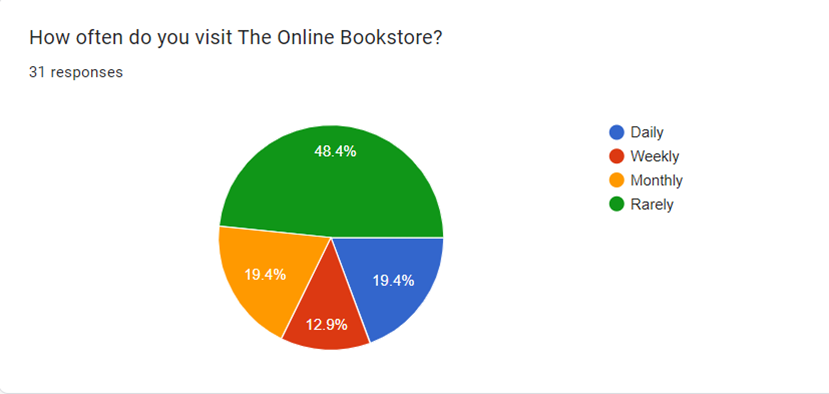 How often do you visit The Online Bookstore?
31 responses
48.4%
19.4%
19.4%
12.9%
Daily
Weekly
Monthly
Rarely